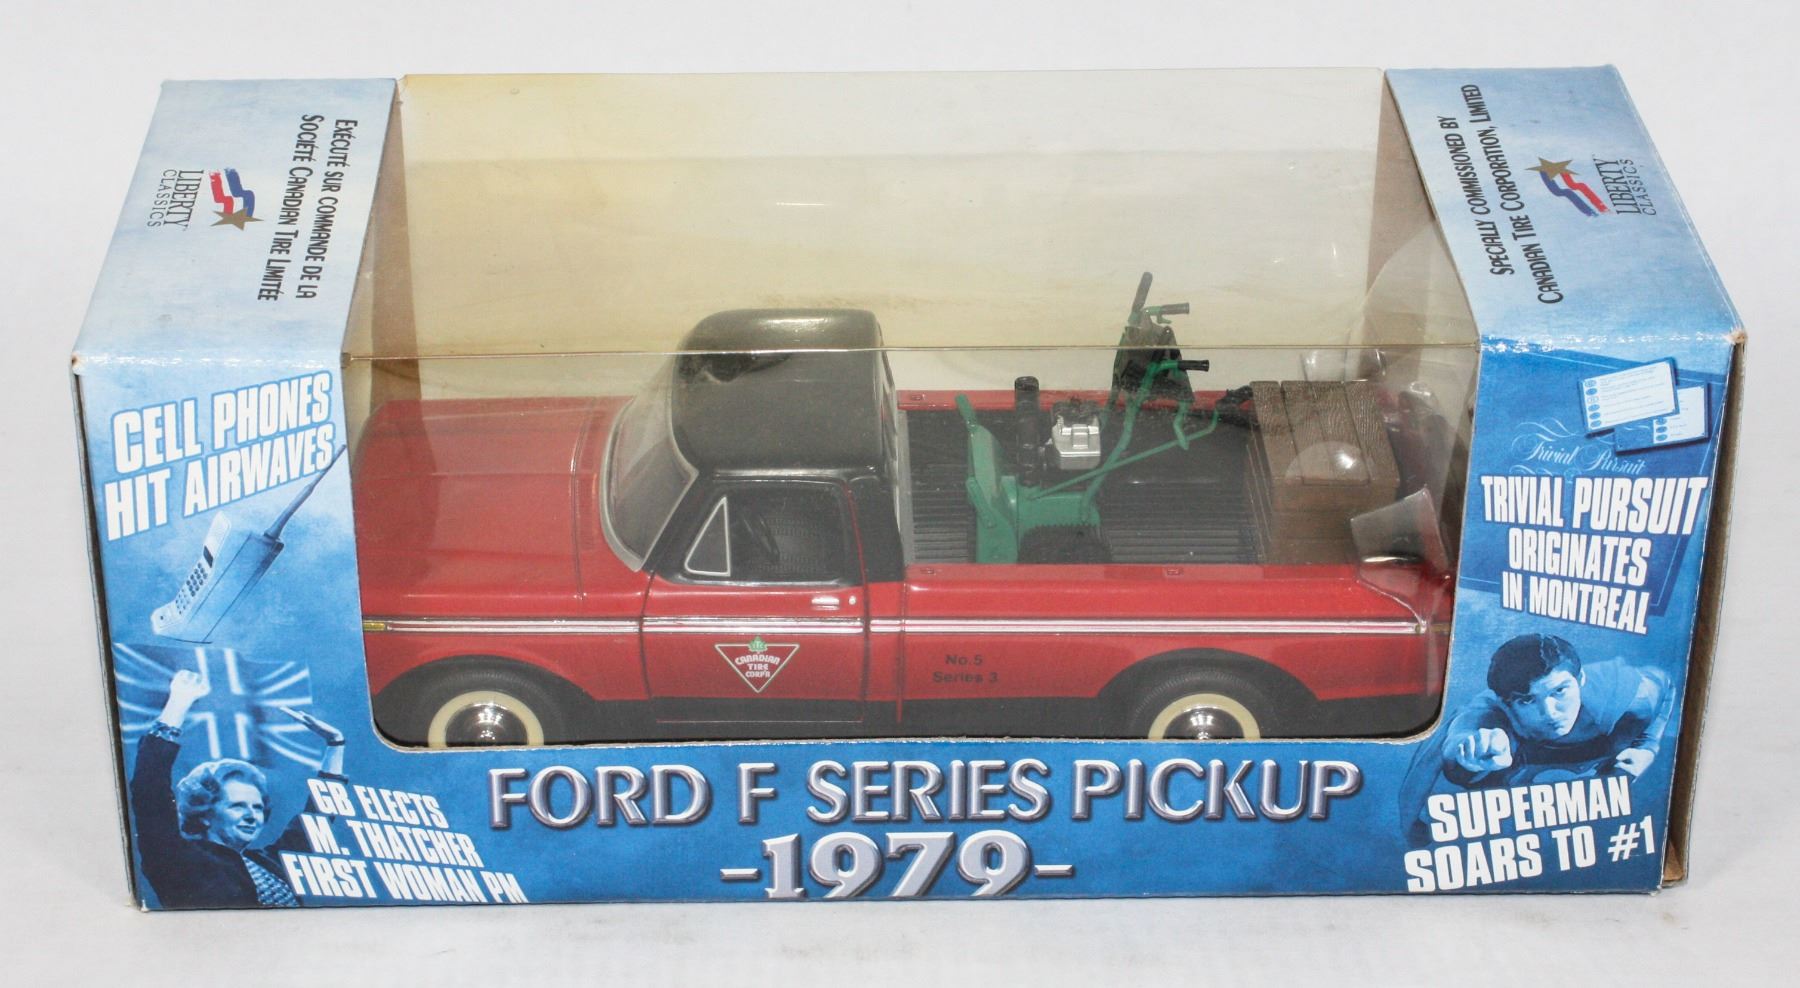 EXÉCUTÉ SUR COMMANDE DE LA
SOCIÉTÉ CANADIAN TIRE LIMITÉE
LIBERTY
CLASSICS
SPECIALLY COMMISSIONED BY
CANADIAN TIRE CORPORATION, LIMITED
LIBERTY
CLASSICS
CELL PHONES
HIT AIRWAVES
Trivial Pursuit
TRIVIAL PURSUIT
ORIGINATES
IN MONTREAL
CANADIAN
TIRE
CORP'N
No.5
Series 3
GB ELECTS
M. THATCHER
FIRST WOMAN PM
FORD F SERIES PICKUP
-1979-
SUPERMAN
SOARS TO #1